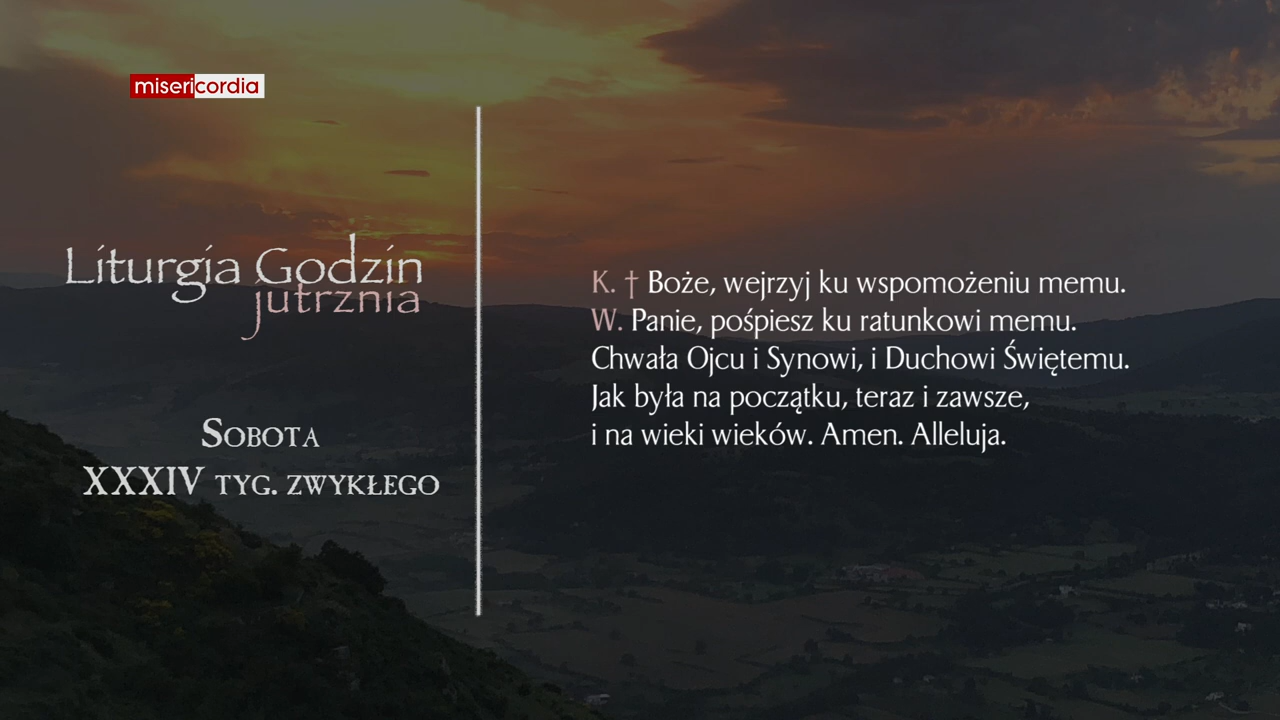 misericordia
Liturgia Godzin
jutrznia
Sobota
XXXIV tyg. zwykłego
K. † Boże, wejrzyj ku wspomożeniu memu.
W. Panie, pośpiesz ku ratunkowi memu.
Chwała Ojcu i Synowi, i Duchowi Świętemu.
Jak była na początku, teraz i zawsze,
i na wieki wieków. Amen. Alleluja.